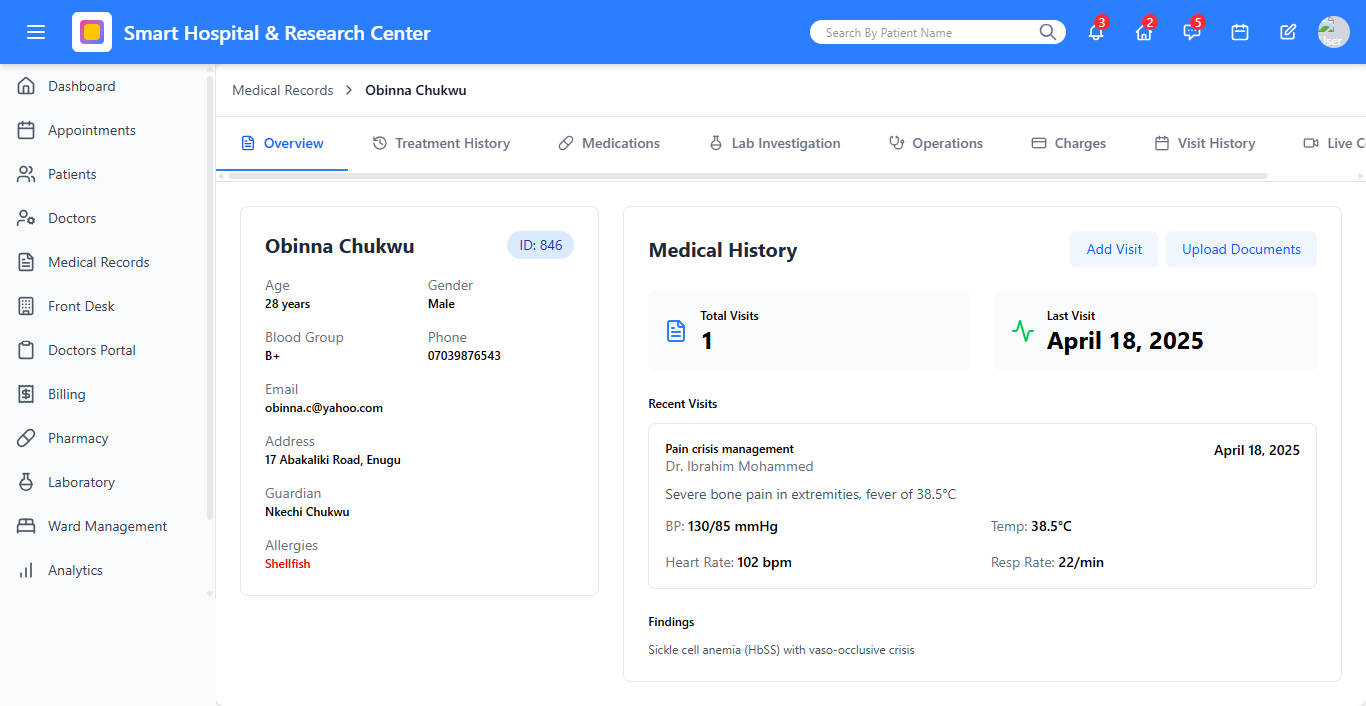 Smart Hospital & Research Center
Search By Patient Name
3
2
5
User
Dashboard
Appointments
Patients
Doctors
Medical Records
Front Desk
Doctors Portal
Billing
Pharmacy
Laboratory
Ward Management
Analytics
Medical Records > Obinna Chukwu
Overview
Treatment History
Medications
Lab Investigation
Operations
Charges
Visit History
Live C
Obinna Chukwu
ID: 846
Age
28 years
Gender
Male
Blood Group
B+
Phone
07039876543
Email
obinna.c@yahoo.com
Address
17 Abakaliki Road, Enugu
Guardian
Nkechi Chukwu
Allergies
Shellfish
Medical History
Add Visit
Upload Documents
Total Visits
1
Last Visit
April 18, 2025
Recent Visits
Pain crisis management
April 18, 2025
Dr. Ibrahim Mohammed
Severe bone pain in extremities, fever of 38.5°C
BP: 130/85 mmHg
Temp: 38.5°C
Heart Rate: 102 bpm
Resp Rate: 22/min
Findings
Sickle cell anemia (HbSS) with vaso-occlusive crisis